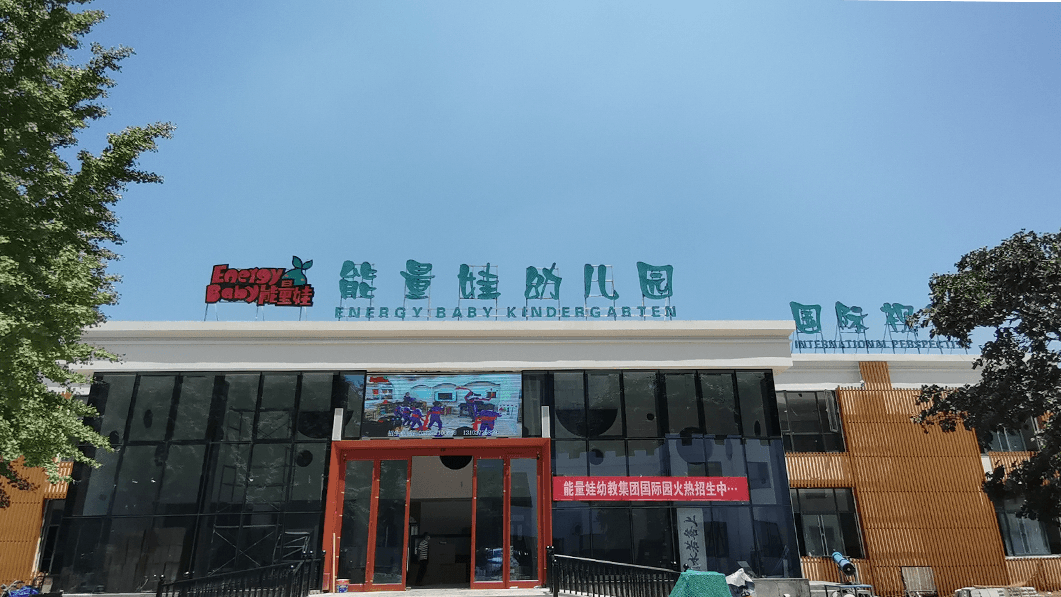 Energy
Baby能量娃
能量娃幼儿园
ENERGY BABY KINDERGARTEN
国际视
INTERNATIONAL PERSPECTIVE
能量娃幼教集团国际园火热招生中…